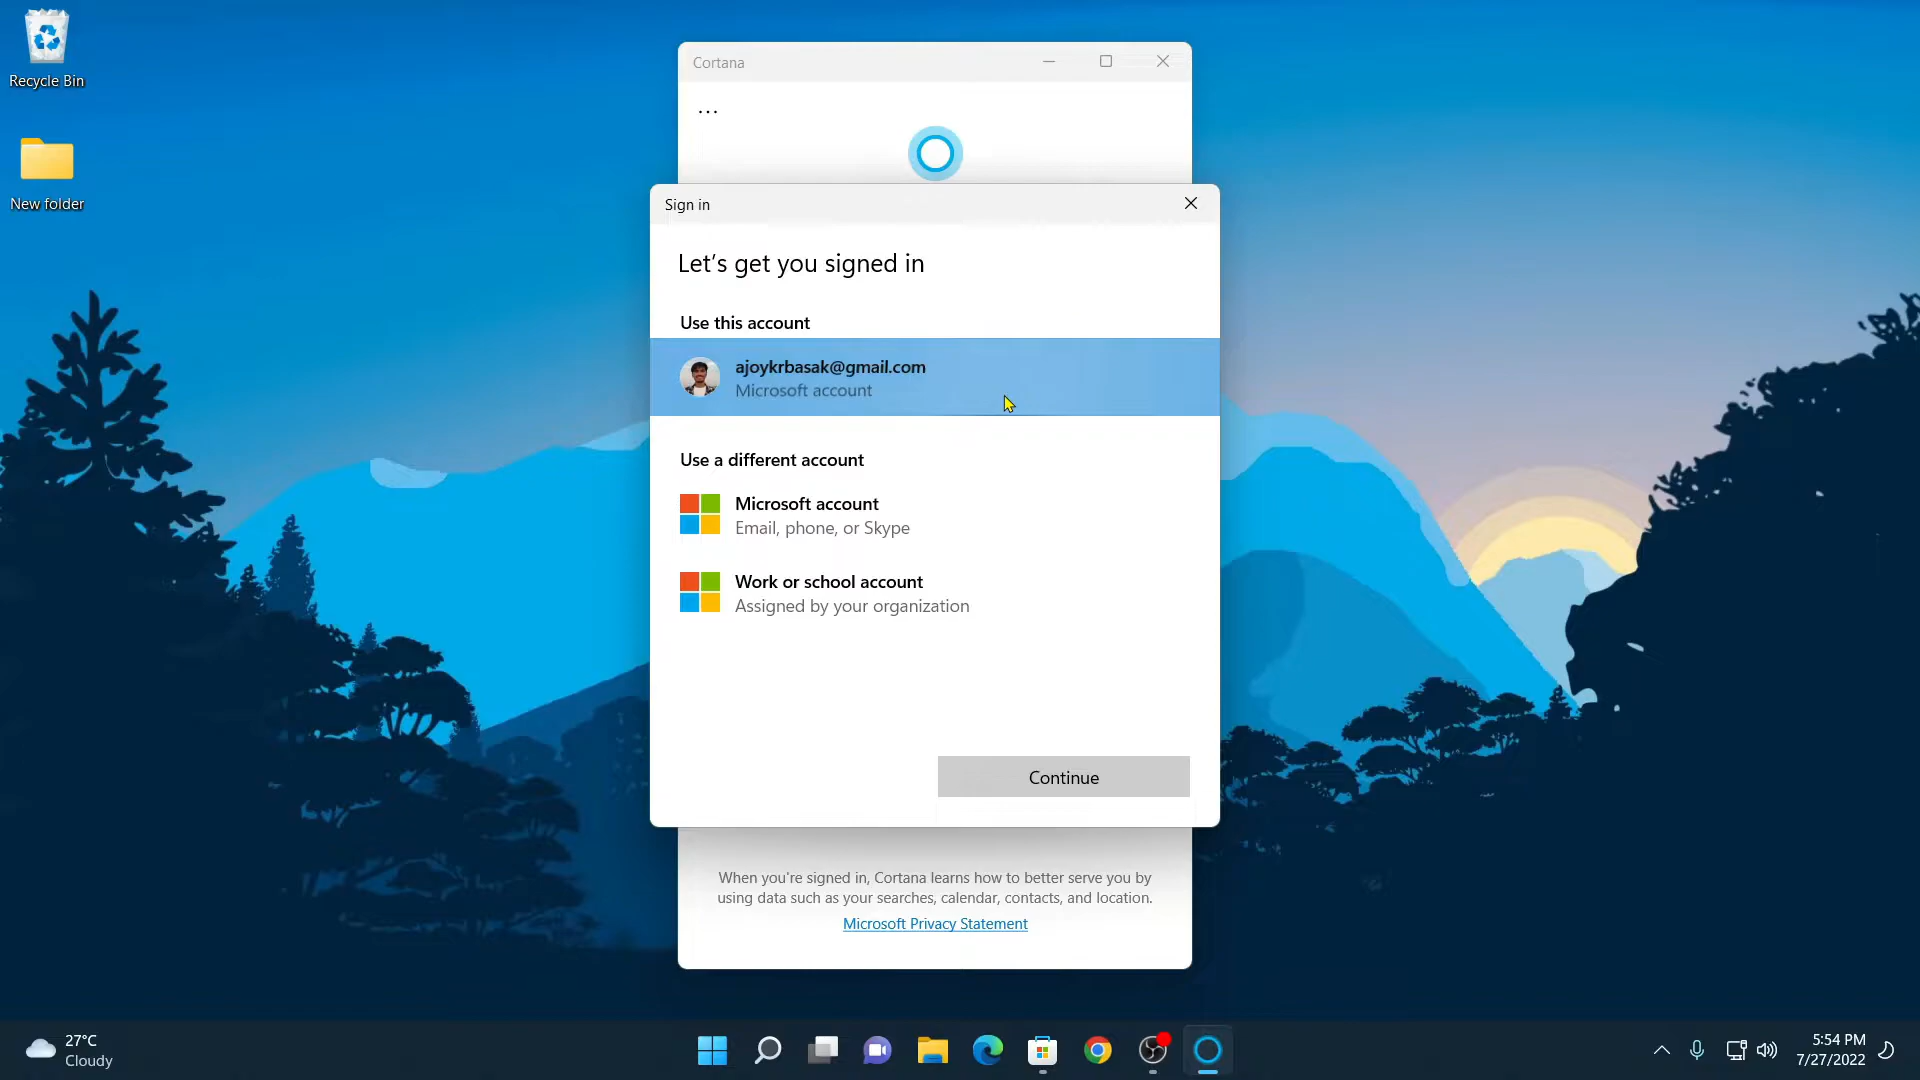 Recycle Bin
New folder
Cortana
...
Sign in
Let's get you signed in
Use this account
ajoykrbasak@gmail.com
Microsoft account
Use a different account
Microsoft account
Email, phone, or Skype
Work or school account
Assigned by your organization
Continue
When you're signed in, Cortana learns how to better serve you by
using data such as your searches, calendar, contacts, and location.
Microsoft Privacy Statement
27°C
Cloudy
5:54 PM
7/27/2022